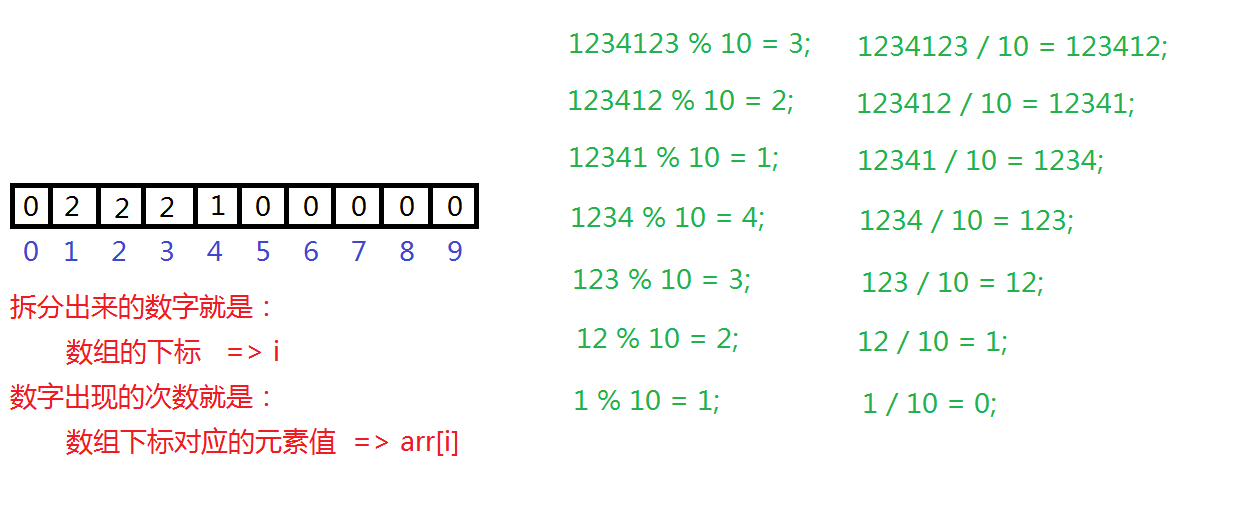 0 2 2 2 1 0 0 0 0 0
0 1 2 3 4 5 6 7 8 9
拆分出来的数字就是：
数组的下标 => i
数字出现的次数就是：
数组下标对应的元素值 => arr[i]
1234123 % 10 = 3; 1234123 / 10 = 123412;
123412 % 10 = 2; 123412 / 10 = 12341;
12341 % 10 = 1; 12341 / 10 = 1234;
1234 % 10 = 4; 1234 / 10 = 123;
123 % 10 = 3; 123 / 10 = 12;
12 % 10 = 2; 12 / 10 = 1;
1 % 10 = 1; 1 / 10 = 0;